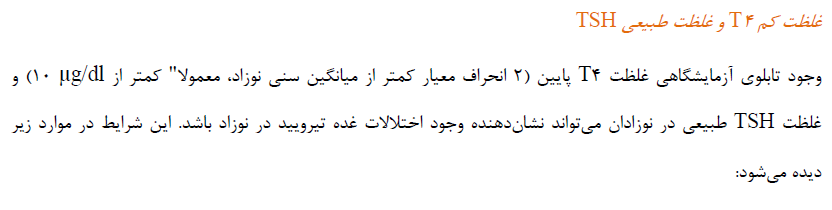 غلظت کم T۴ و غلظت طبیعی TSH
وجود تابلوی آزمایشگاهی غلظت T۴ پایین (۲ انحراف معیار کمتر از میانگین سنی نوزاد، معمولا" کمتر از ۱۰ µg/dl) و
غلظت TSH طبیعی در نوزادان می‌تواند نشان‌دهنده وجود اختلالات غده تیرویید در نوزاد باشد. این شرایط در موارد زیر
دیده می‌شود: